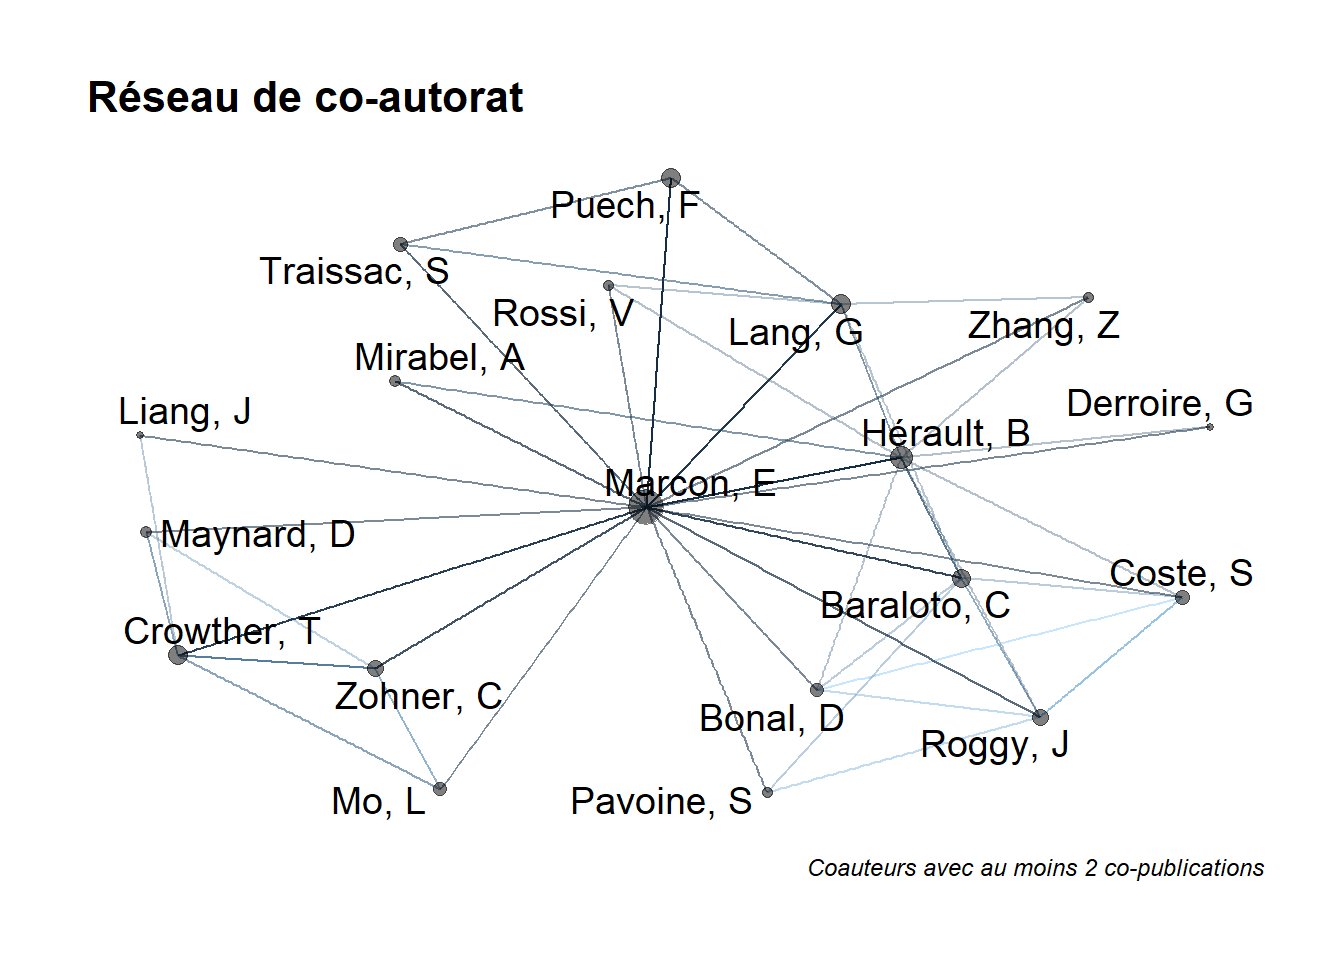 Réseau de co-autorat
Puech, F
Traissac, S
Rossi, V
Lang, G
Zhang, Z
Mirabel, A
Liang, J
Derroire, G
Hérault, B
Marcon, E
Maynard, D
Coste, S
Baraloto, C
Crowther, T
Zohner, C
Bonal, D
Roggy, J
Mo, L
Pavoine, S
Coauteurs avec au moins 2 co-publications